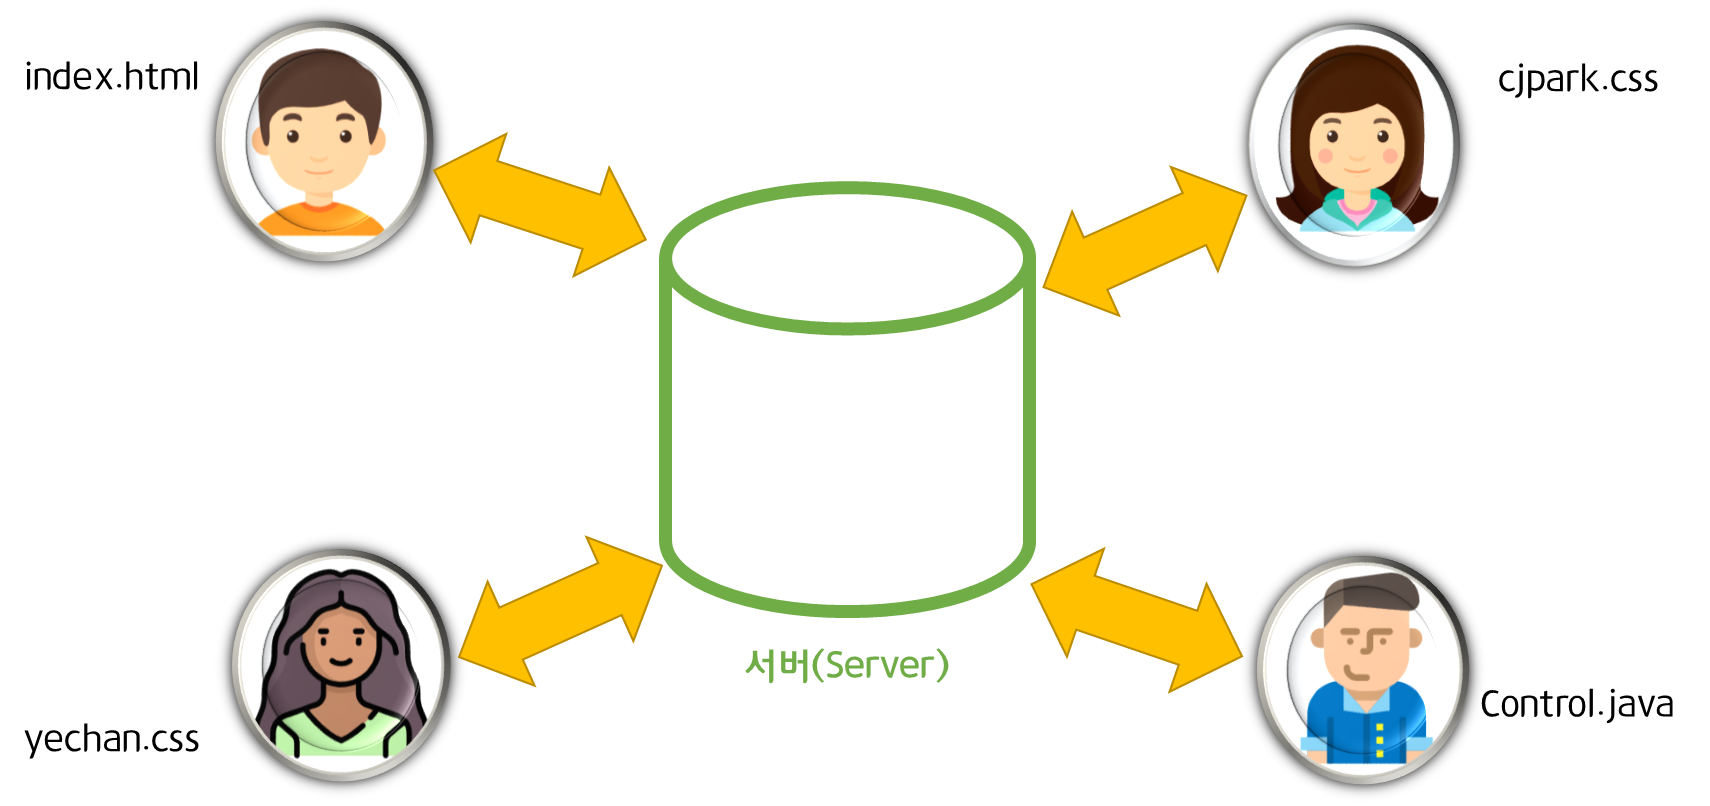 index.html
cjpark.css
서버(Server)
yechan.css
Control.java